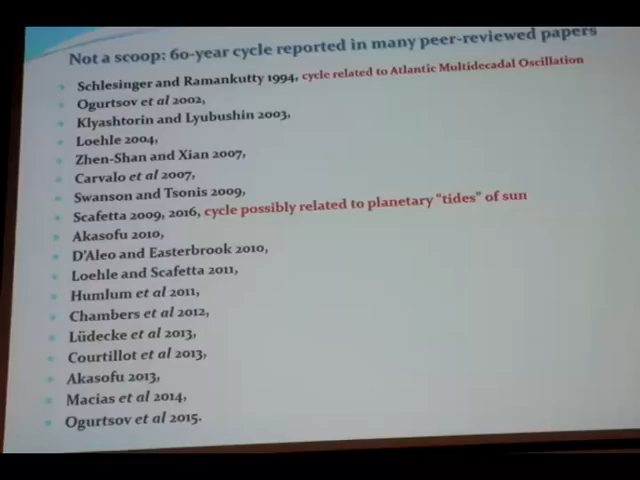 Not a scoop: 60-year cycle reported in many peer-reviewed papers
Schlesinger and Ramankutty 1994, cycle related to Atlantic Multidecadal Oscillation
Ogurtsov et al 2002,
Klyashtorin and Lyubushin 2003,
Loehle 2004,
Zhen-Shan and Xian 2007,
Carvalo et al 2007,
Swanson and Tsonis 2009,
Scafetta 2009, 2016, cycle possibly related to planetary "tides" of sun
Akasofu 2010,
D'Aleo and Easterbrook 2010,
Loehle and Scafetta 2011,
Humlum et al 2011,
Chambers et al 2012,
Lüdecke et al 2013,
Courtillot et al 2013,
Akasofu 2013,
Macias et al 2014,
Ogurtsov et al 2015.